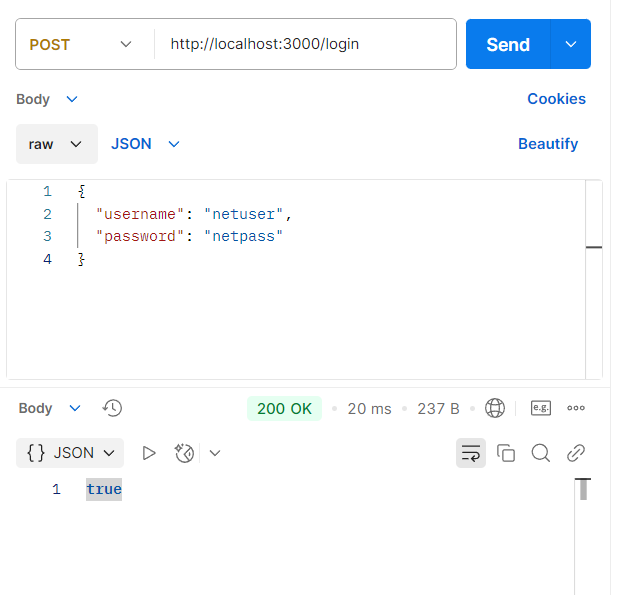 POST http://localhost:3000/login Send
Body Cookies
raw JSON Beautify
1 {
2 "username": "netuser",
3 "password": "netpass"
4 }
Body 200 OK • 20 ms • 237 B • e.g.
{} JSON
1 true